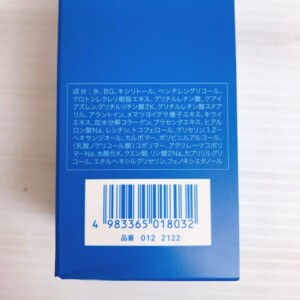 成分：水、BG、キシリトール、ペンチレングリコール、
クロトンレクレリ樹脂エキス、グリチルレチン酸、グアイ
アズレン、グリチルリチン酸2K、グリチルレチン酸ステア
リル、アラントイン、メマツヨイグサ種子エキス、キウイ
エキス、加水分解コラーゲン、プラセンタエキス、ヒアル
ロン酸Na、レシチン、トコフェロール、グリセリン、1,2－
ヘキサンジオール、カルボマー、ポリビニルアルコール、
(乳酸/グリコール酸)コポリマー、アクリレーツコポリ
マーNa、水酸化K、クエン酸、リン酸2Na、カプリリルグリ
コール、エチルヘキシルグリセリン、フェノキシエタノール
4 983365 018032
品番 012 2122